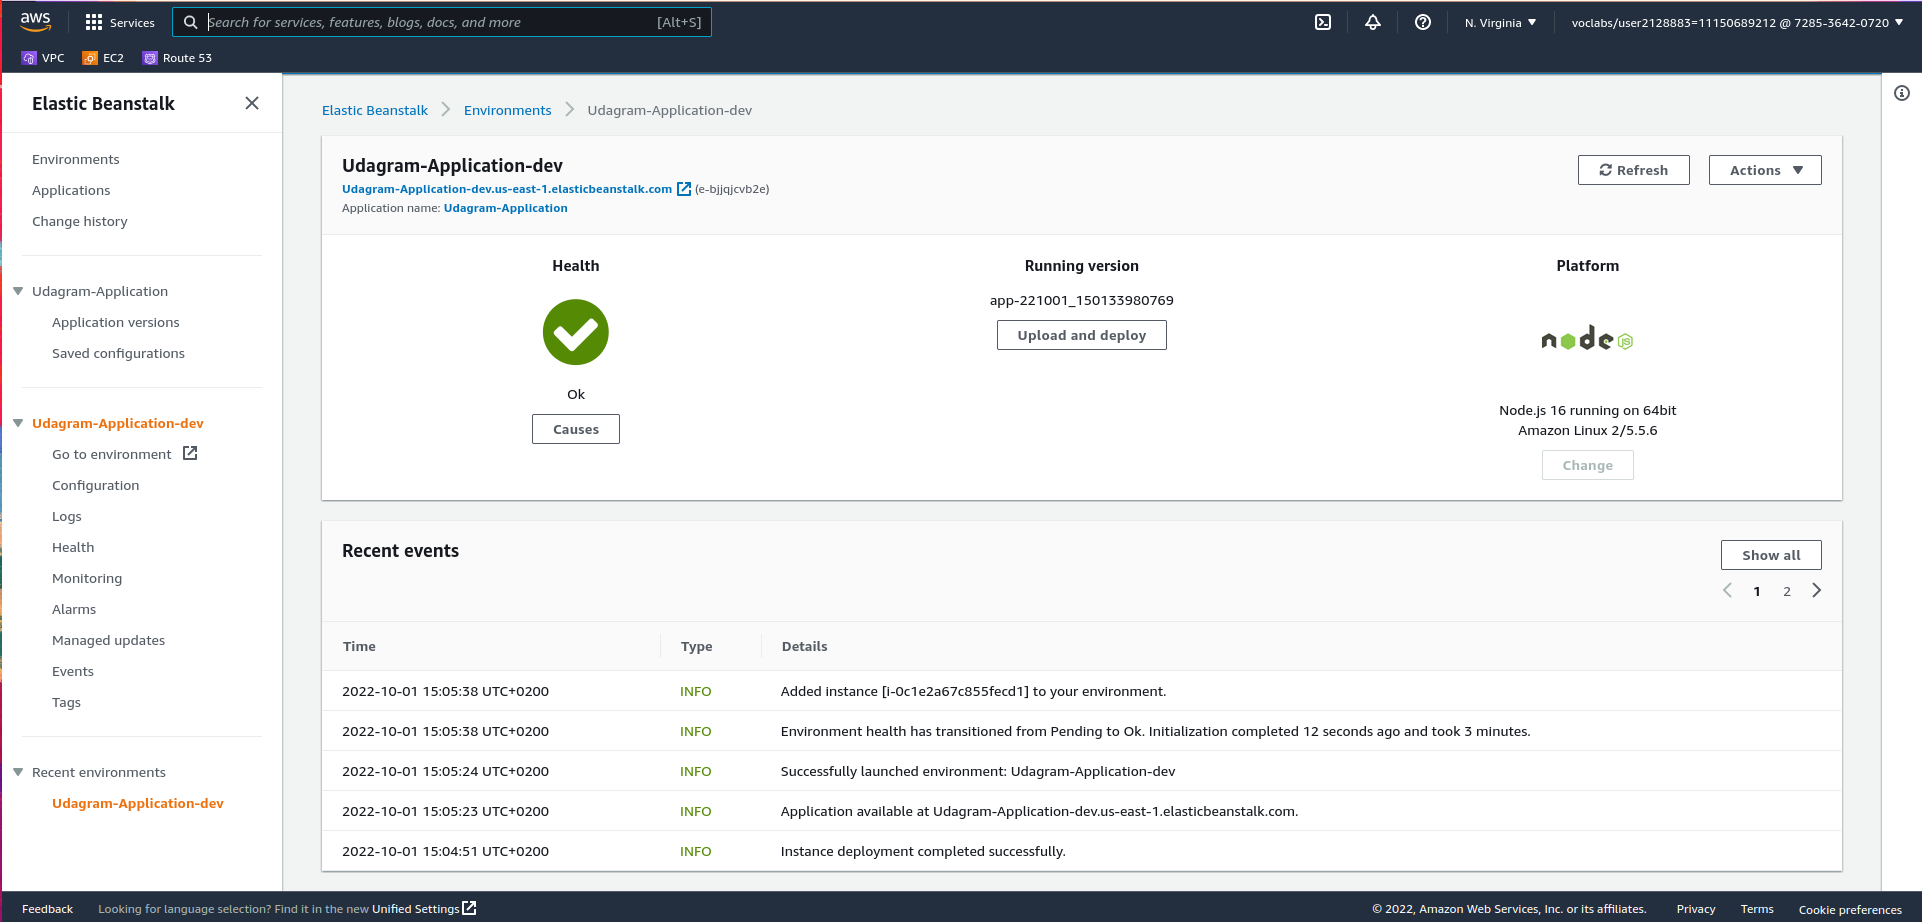 aws Services Search for services, features, blogs, docs, and more [Alt+S] N. Virginia voclabs/user2128883=11150689212 @ 7285-3642-0720
VPC EC2 Route 53
Elastic Beanstalk
Environments
Applications
Change history
Udagram-Application
Application versions
Saved configurations
Udagram-Application-dev
Go to environment
Configuration
Logs
Health
Monitoring
Alarms
Managed updates
Events
Tags
Recent environments
Udagram-Application-dev
Elastic Beanstalk Environments Udagram-Application-dev
Udagram-Application-dev
Udagram-Application-dev.us-east-1.elasticbeanstalk.com (e-bjjqjcvb2e)
Application name: Udagram-Application
Refresh Actions
Health
Ok
Causes
Running version
app-221001_150133980769
Upload and deploy
Platform
node JS
Node.js 16 running on 64bit
Amazon Linux 2/5.5.6
Change
Recent events
Show all
1 2
Time Type Details
2022-10-01 15:05:38 UTC+0200 INFO Added instance [i-0c1e2a67c855fecd1] to your environment.
2022-10-01 15:05:38 UTC+0200 INFO Environment health has transitioned from Pending to Ok. Initialization completed 12 seconds ago and took 3 minutes.
2022-10-01 15:05:24 UTC+0200 INFO Successfully launched environment: Udagram-Application-dev
2022-10-01 15:05:23 UTC+0200 INFO Application available at Udagram-Application-dev.us-east-1.elasticbeanstalk.com.
2022-10-01 15:04:51 UTC+0200 INFO Instance deployment completed successfully.
Feedback Looking for language selection? Find it in the new Unified Settings © 2022, Amazon Web Services, Inc. or its affiliates. Privacy Terms Cookie preferences